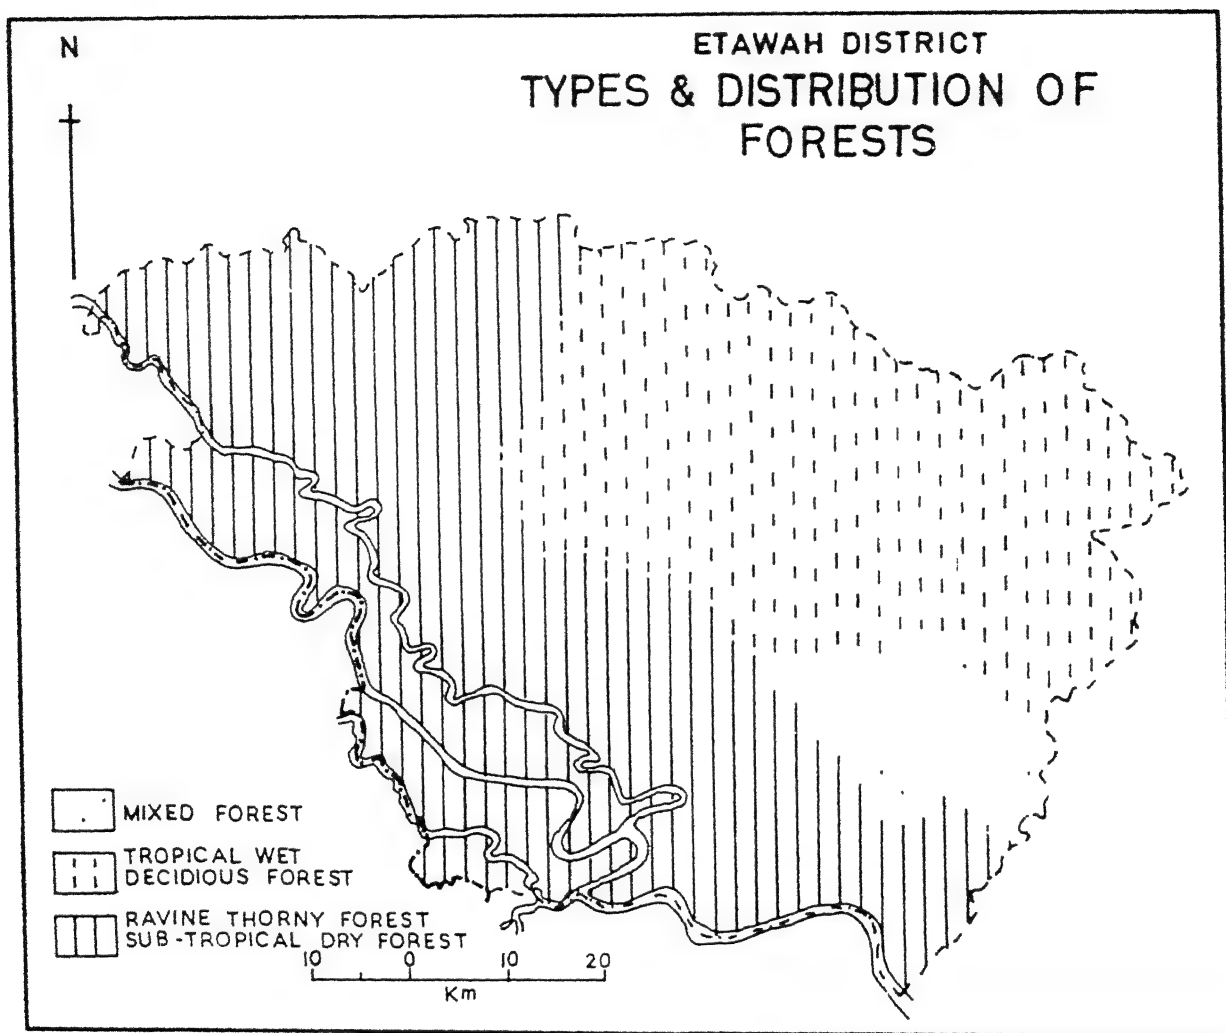 N
ETAWAH DISTRICT
TYPES & DISTRIBUTION OF
FORESTS
MIXED FOREST
TROPICAL WET
DECIDIOUS FOREST
RAVINE THORNY FOREST
SUB-TROPICAL DRY FOREST
10 0 10 20
Km